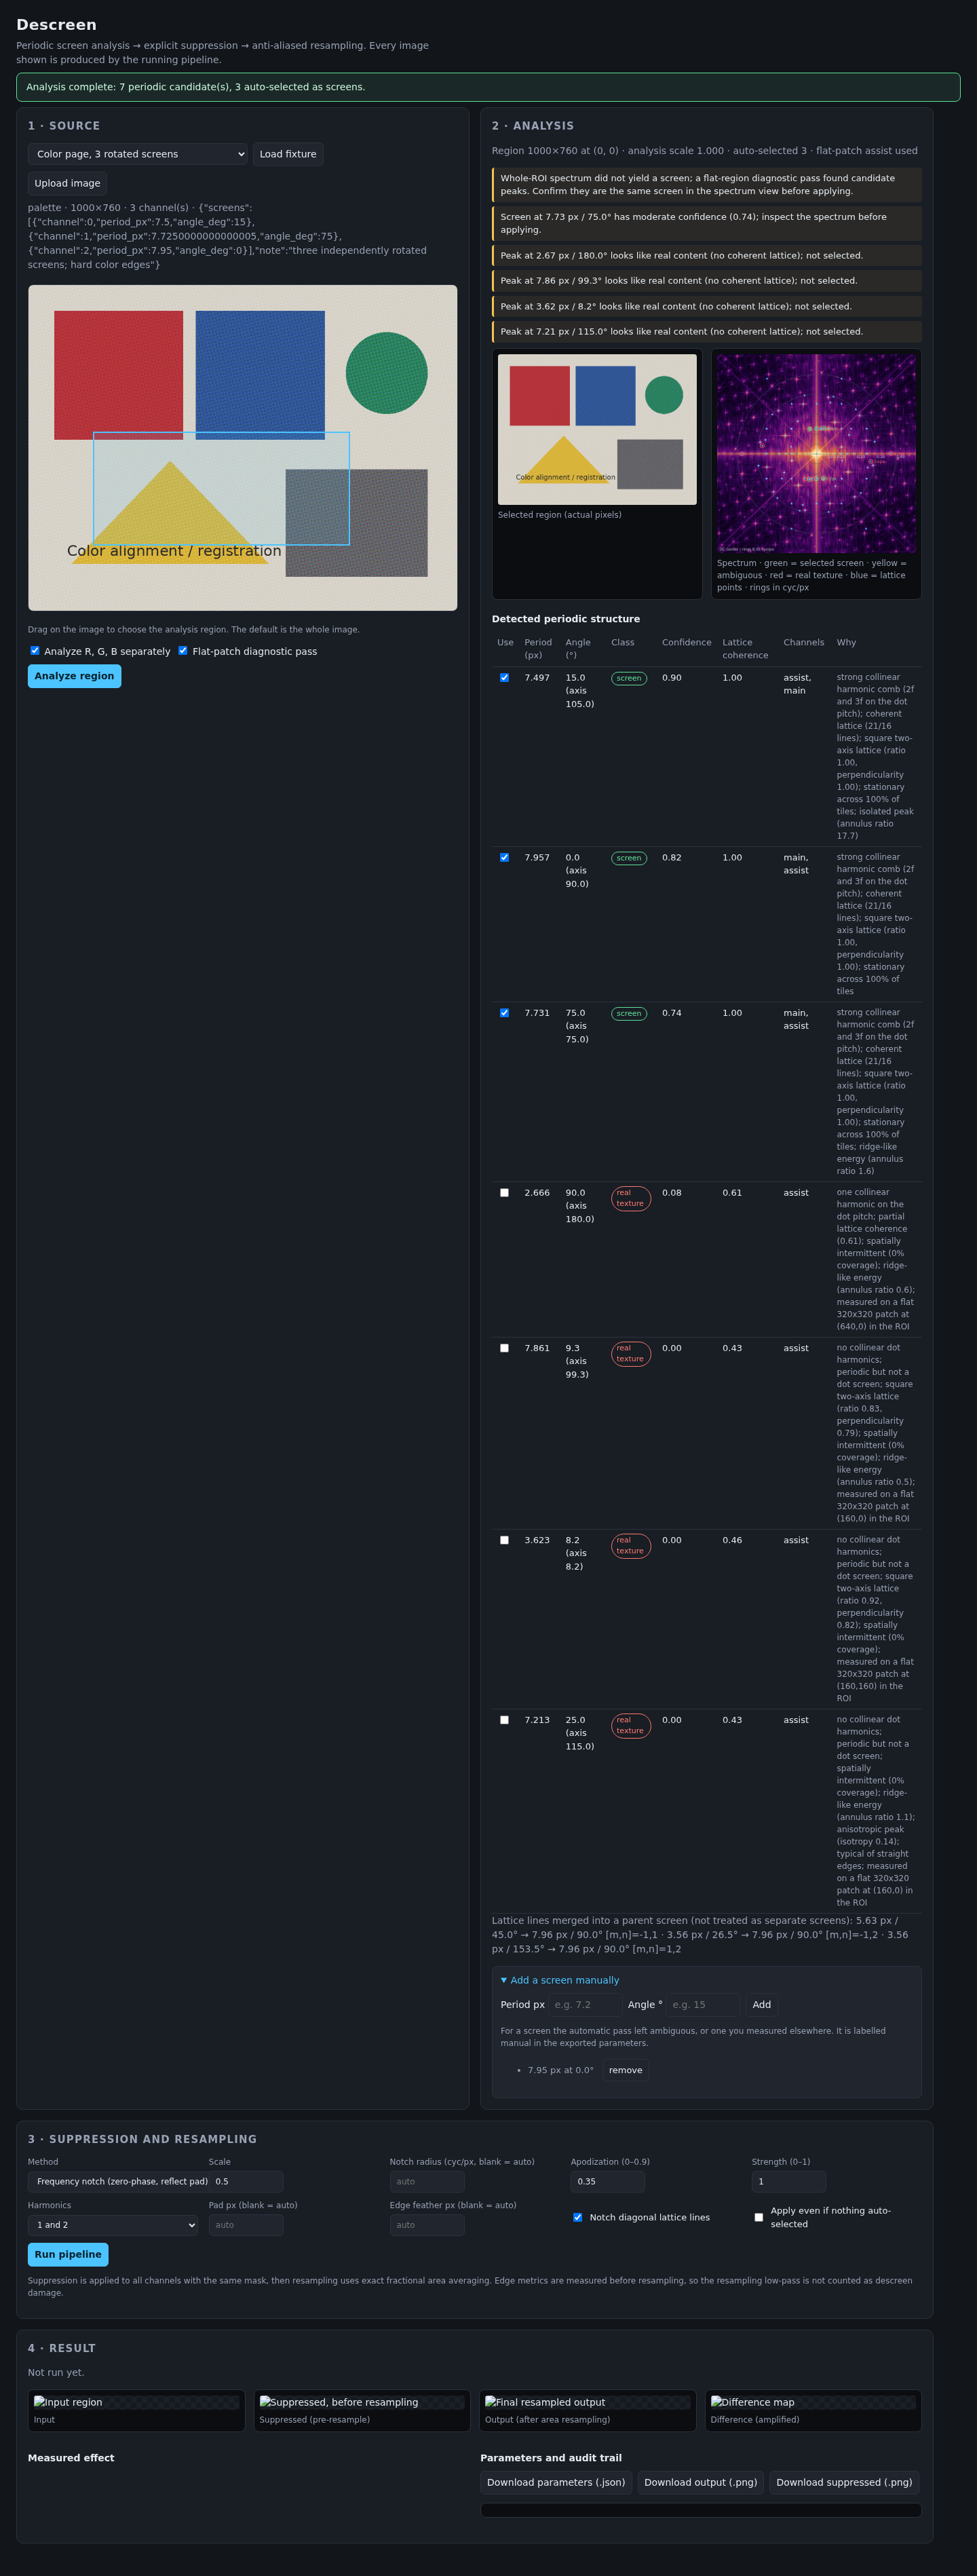 Descreen
Periodic screen analysis → explicit suppression → anti-aliased resampling. Every image
shown is produced by the running pipeline.
Analysis complete: 7 periodic candidate(s), 3 auto-selected as screens.
1 · SOURCE
Color page, 3 rotated screens
Load fixture
Upload image
palette · 1000×760 · 3 channel(s) · {"screens":
[{"channel":0,"period_px":7.5,"angle_deg":15},
{"channel":1,"period_px":7.7250000000000005,"angle_deg":75},
{"channel":2,"period_px":7.95,"angle_deg":0}],"note":"three independently rotated
screens; hard color edges"}
Color alignment / registration
Drag on the image to choose the analysis region. The default is the whole image.
Analyze R, G, B separately
Flat-patch diagnostic pass
Analyze region
2 · ANALYSIS
Region 1000×760 at (0, 0) · analysis scale 1.000 · auto-selected 3 · flat-patch assist used
Whole-ROI spectrum did not yield a screen; a flat-region diagnostic pass found candidate
peaks. Confirm they are the same screen in the spectrum view before applying.
Screen at 7.73 px / 75.0° has moderate confidence (0.74); inspect the spectrum before
applying.
Peak at 2.67 px / 180.0° looks like real content (no coherent lattice); not selected.
Peak at 7.86 px / 99.3° looks like real content (no coherent lattice); not selected.
Peak at 3.62 px / 8.2° looks like real content (no coherent lattice); not selected.
Peak at 7.21 px / 115.0° looks like real content (no coherent lattice); not selected.
Color alignment / registration
Selected region (actual pixels)
Spectrum · green = selected screen · yellow =
ambiguous · red = real texture · blue = lattice
points · rings in cyc/px
Detected periodic structure
Use
Period
(px)
Angle
(°)
Class
Confidence
Lattice
coherence
Channels
Why
7.497
15.0
(axis
105.0)
screen
0.90
1.00
assist,
main
strong collinear
harmonic comb (2f
and 3f on the dot
pitch); coherent
lattice (21/16
lines); square two-
axis lattice (ratio
1.00,
perpendicularity
1.00); stationary
across 100% of
tiles; isolated peak
(annulus ratio
17.7)
7.957
0.0
(axis
90.0)
screen
0.82
1.00
main,
assist
strong collinear
harmonic comb (2f
and 3f on the dot
pitch); coherent
lattice (21/16
lines); square two-
axis lattice (ratio
1.00,
perpendicularity
1.00); stationary
across 100% of
tiles
7.731
75.0
(axis
75.0)
screen
0.74
1.00
main,
assist
strong collinear
harmonic comb (2f
and 3f on the dot
pitch); coherent
lattice (21/16
lines); square two-
axis lattice (ratio
1.00,
perpendicularity
1.00); stationary
across 100% of
tiles; ridge-like
energy (annulus
ratio 1.6)
2.666
90.0
(axis
180.0)
real
texture
0.08
0.61
assist
one collinear
harmonic on the
dot pitch; partial
lattice coherence
(0.61); spatially
intermittent (0%
coverage); ridge-
like energy
(annulus ratio 0.6);
measured on a flat
320x320 patch at
(640,0) in the ROI
7.861
9.3
(axis
99.3)
real
texture
0.00
0.43
assist
no collinear dot
harmonics;
periodic but not a
dot screen; square
two-axis lattice
(ratio 0.83,
perpendicularity
0.79); spatially
intermittent (0%
coverage); ridge-
like energy
(annulus ratio 0.5);
measured on a flat
320x320 patch at
(160,0) in the ROI
3.623
8.2
(axis
8.2)
real
texture
0.00
0.46
assist
no collinear dot
harmonics;
periodic but not a
dot screen; square
two-axis lattice
(ratio 0.92,
perpendicularity
0.82); spatially
intermittent (0%
coverage);
measured on a flat
320x320 patch at
(160,160) in the
ROI
7.213
25.0
(axis
115.0)
real
texture
0.00
0.43
assist
no collinear dot
harmonics;
periodic but not a
dot screen;
spatially
intermittent (0%
coverage); ridge-
like energy
(annulus ratio 1.1);
anisotropic peak
(isotropy 0.14);
typical of straight
edges; measured
on a flat 320x320
patch at (160,0) in
the ROI
Lattice lines merged into a parent screen (not treated as separate screens): 5.63 px /
45.0° → 7.96 px / 90.0° [m,n]=-1,1 · 3.56 px / 26.5° → 7.96 px / 90.0° [m,n]=-1,2 · 3.56
px / 153.5° → 7.96 px / 90.0° [m,n]=1,2
▼ Add a screen manually
Period px
e.g. 7.2
Angle °
e.g. 15
Add
For a screen the automatic pass left ambiguous, or one you measured elsewhere. It is labelled
manual in the exported parameters.
• 7.95 px at 0.0°
remove
3 · SUPPRESSION AND RESAMPLING
Method
Frequency notch (zero-phase, reflect pad)
Scale
0.5
Notch radius (cyc/px, blank = auto)
auto
Apodization (0–0.9)
0.35
Strength (0–1)
1
Harmonics
1 and 2
Pad px (blank = auto)
auto
Edge feather px (blank = auto)
auto
Notch diagonal lattice lines
Apply even if nothing auto-
selected
Run pipeline
Suppression is applied to all channels with the same mask, then resampling uses exact fractional area averaging. Edge metrics are measured before resampling, so the resampling low-pass is not counted as descreen
damage.
4 · RESULT
Not run yet.
Input region
Input
Suppressed, before resampling
Suppressed (pre-resample)
Final resampled output
Output (after area resampling)
Difference map
Difference (amplified)
Measured effect
Parameters and audit trail
Download parameters (.json)
Download output (.png)
Download suppressed (.png)